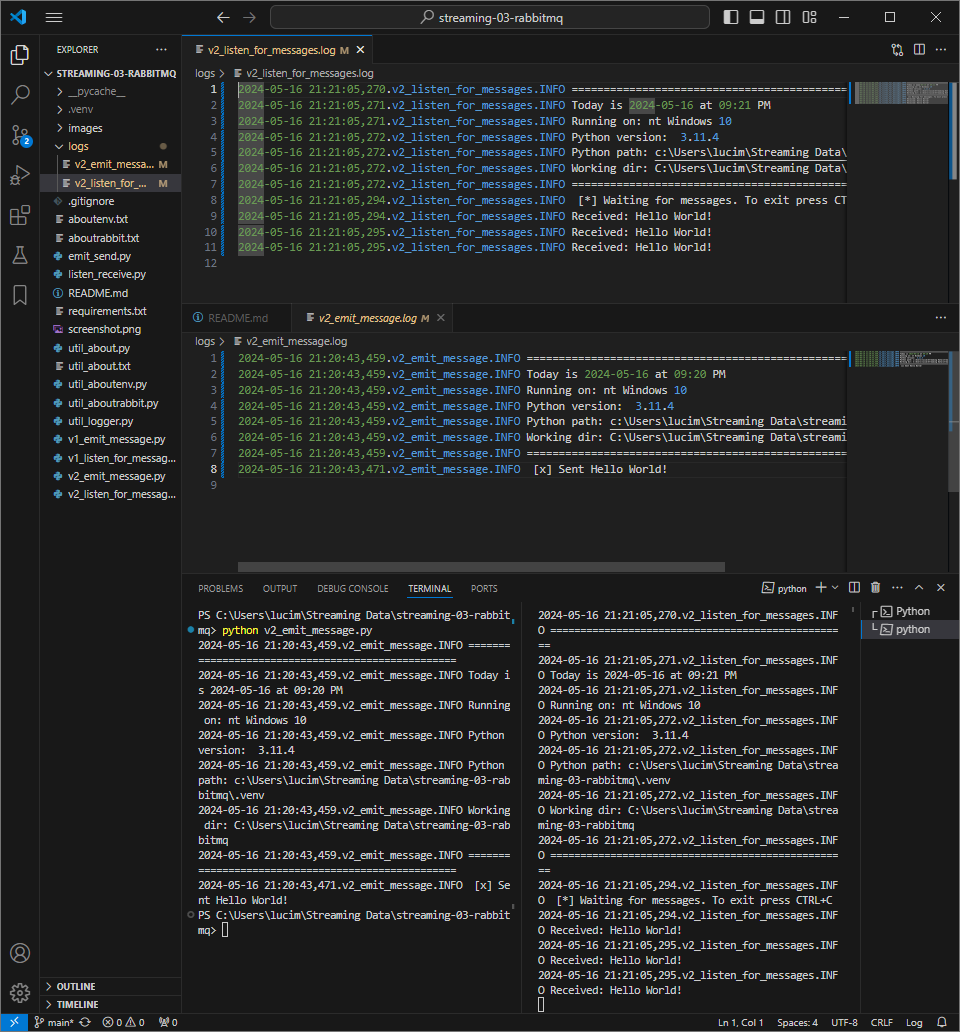 streaming-03-rabbitmq
EXPLORER
STREAMING-03-RABBITMQ
__pycache__
.venv
images
logs
v2_emit_messa... M
v2_listen_for_... M
.gitignore
aboutenv.txt
aboutrabbit.txt
emit_send.py
listen_receive.py
README.md
requirements.txt
screenshot.png
util_about.py
util_about.txt
util_aboutenv.py
util_aboutrabbit.py
util_logger.py
v1_emit_message.py
v1_listen_for_messag...
v2_emit_message.py
v2_listen_for_messag...
OUTLINE
TIMELINE
2
v2_listen_for_messages.log M
logs > v2_listen_for_messages.log
1 2024-05-16 21:21:05,270.v2_listen_for_messages.INFO ===========================================
2 2024-05-16 21:21:05,271.v2_listen_for_messages.INFO Today is 2024-05-16 at 09:21 PM
3 2024-05-16 21:21:05,271.v2_listen_for_messages.INFO Running on: nt Windows 10
4 2024-05-16 21:21:05,272.v2_listen_for_messages.INFO Python version:  3.11.4
5 2024-05-16 21:21:05,272.v2_listen_for_messages.INFO Python path: c:\Users\lucim\Streaming Data\
6 2024-05-16 21:21:05,272.v2_listen_for_messages.INFO Working dir: C:\Users\lucim\Streaming Data\
7 2024-05-16 21:21:05,272.v2_listen_for_messages.INFO ===========================================
8 2024-05-16 21:21:05,294.v2_listen_for_messages.INFO  [*] Waiting for messages. To exit press CT
9 2024-05-16 21:21:05,294.v2_listen_for_messages.INFO Received: Hello World!
10 2024-05-16 21:21:05,295.v2_listen_for_messages.INFO Received: Hello World!
11 2024-05-16 21:21:05,295.v2_listen_for_messages.INFO Received: Hello World!
12
README.md
v2_emit_message.log M
logs > v2_emit_message.log
1 2024-05-16 21:20:43,459.v2_emit_message.INFO ==================================================
2 2024-05-16 21:20:43,459.v2_emit_message.INFO Today is 2024-05-16 at 09:20 PM
3 2024-05-16 21:20:43,459.v2_emit_message.INFO Running on: nt Windows 10
4 2024-05-16 21:20:43,459.v2_emit_message.INFO Python version:  3.11.4
5 2024-05-16 21:20:43,459.v2_emit_message.INFO Python path: c:\Users\lucim\Streaming Data\streami
6 2024-05-16 21:20:43,459.v2_emit_message.INFO Working dir: C:\Users\lucim\Streaming Data\streami
7 2024-05-16 21:20:43,459.v2_emit_message.INFO ==================================================
8 2024-05-16 21:20:43,471.v2_emit_message.INFO  [x] Sent Hello World!
9
PROBLEMS OUTPUT DEBUG CONSOLE TERMINAL PORTS
python
PS C:\Users\lucim\Streaming Data\streaming-03-rabbit
mq> python v2_emit_message.py
2024-05-16 21:20:43,459.v2_emit_message.INFO =======
===========================================
2024-05-16 21:20:43,459.v2_emit_message.INFO Today i
s 2024-05-16 at 09:20 PM
2024-05-16 21:20:43,459.v2_emit_message.INFO Running
 on: nt Windows 10
2024-05-16 21:20:43,459.v2_emit_message.INFO Python
version:  3.11.4
2024-05-16 21:20:43,459.v2_emit_message.INFO Python
path: c:\Users\lucim\Streaming Data\streaming-03-rab
bitmq\.venv
2024-05-16 21:20:43,459.v2_emit_message.INFO Working
 dir: C:\Users\lucim\Streaming Data\streaming-03-rab
bitmq
2024-05-16 21:20:43,459.v2_emit_message.INFO =======
===========================================
2024-05-16 21:20:43,471.v2_emit_message.INFO  [x] Se
nt Hello World!
PS C:\Users\lucim\Streaming Data\streaming-03-rabbit
mq>
2024-05-16 21:21:05,270.v2_listen_for_messages.INF
O ================================================
==
2024-05-16 21:21:05,271.v2_listen_for_messages.INF
O Today is 2024-05-16 at 09:21 PM
2024-05-16 21:21:05,271.v2_listen_for_messages.INF
O Running on: nt Windows 10
2024-05-16 21:21:05,272.v2_listen_for_messages.INF
O Python version:  3.11.4
2024-05-16 21:21:05,272.v2_listen_for_messages.INF
O Python path: c:\Users\lucim\Streaming Data\strea
ming-03-rabbitmq\.venv
2024-05-16 21:21:05,272.v2_listen_for_messages.INF
O Working dir: C:\Users\lucim\Streaming Data\strea
ming-03-rabbitmq
2024-05-16 21:21:05,272.v2_listen_for_messages.INF
O ================================================
==
2024-05-16 21:21:05,294.v2_listen_for_messages.INF
O  [*] Waiting for messages. To exit press CTRL+C
2024-05-16 21:21:05,294.v2_listen_for_messages.INF
O Received: Hello World!
2024-05-16 21:21:05,295.v2_listen_for_messages.INF
O Received: Hello World!
2024-05-16 21:21:05,295.v2_listen_for_messages.INF
O Received: Hello World!
Python
python
main* 0 0 0 Ln 1, Col 1 Spaces: 4 UTF-8 CRLF Log